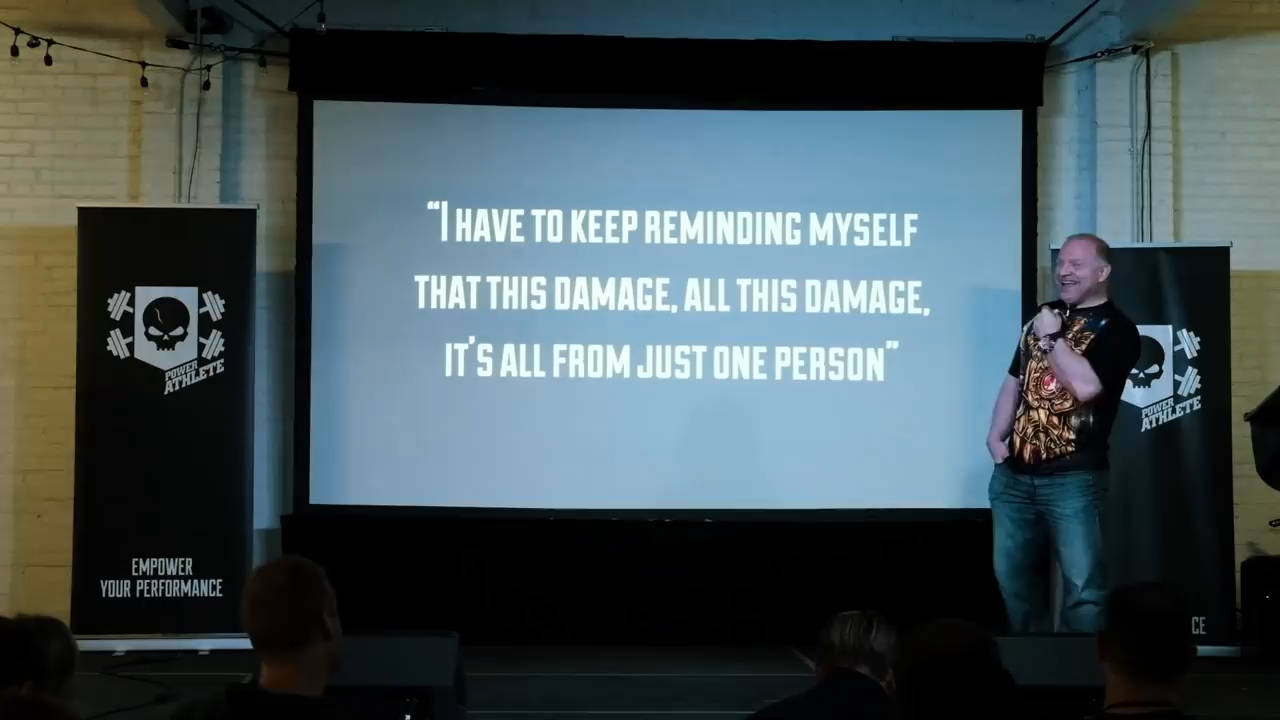 “I HAVE TO KEEP REMINDING MYSELF
THAT THIS DAMAGE, ALL THIS DAMAGE,
IT'S ALL FROM JUST ONE PERSON”
POWER
ATHLETE
EMPOWER
YOUR PERFORMANCE
POWER
ATHLETE
CE